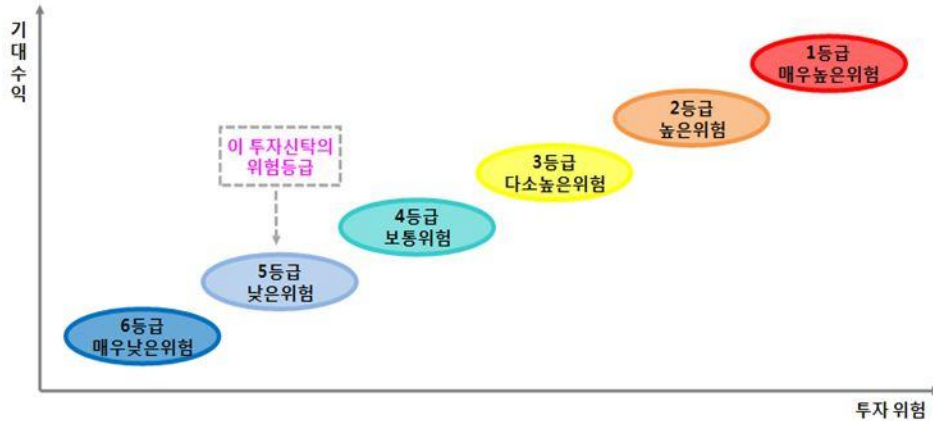 기대수익
1등급
매우높은위험
2등급
높은위험
이 투자신탁의
위험등급
3등급
다소높은위험
4등급
보통위험
5등급
낮은위험
6등급
매우낮은위험
투자 위험